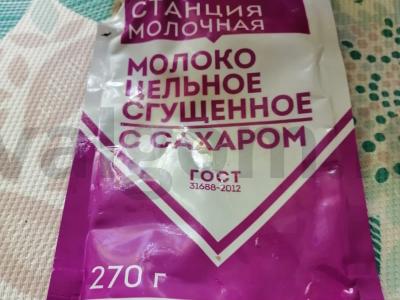 СТАНЦИЯ
МОЛОЧНАЯ
МОЛОКО
ЦЕЛЬНОЕ
СГУЩЕННОЕ
С САХАРОМ
ГОСТ
31688-2012
270 г